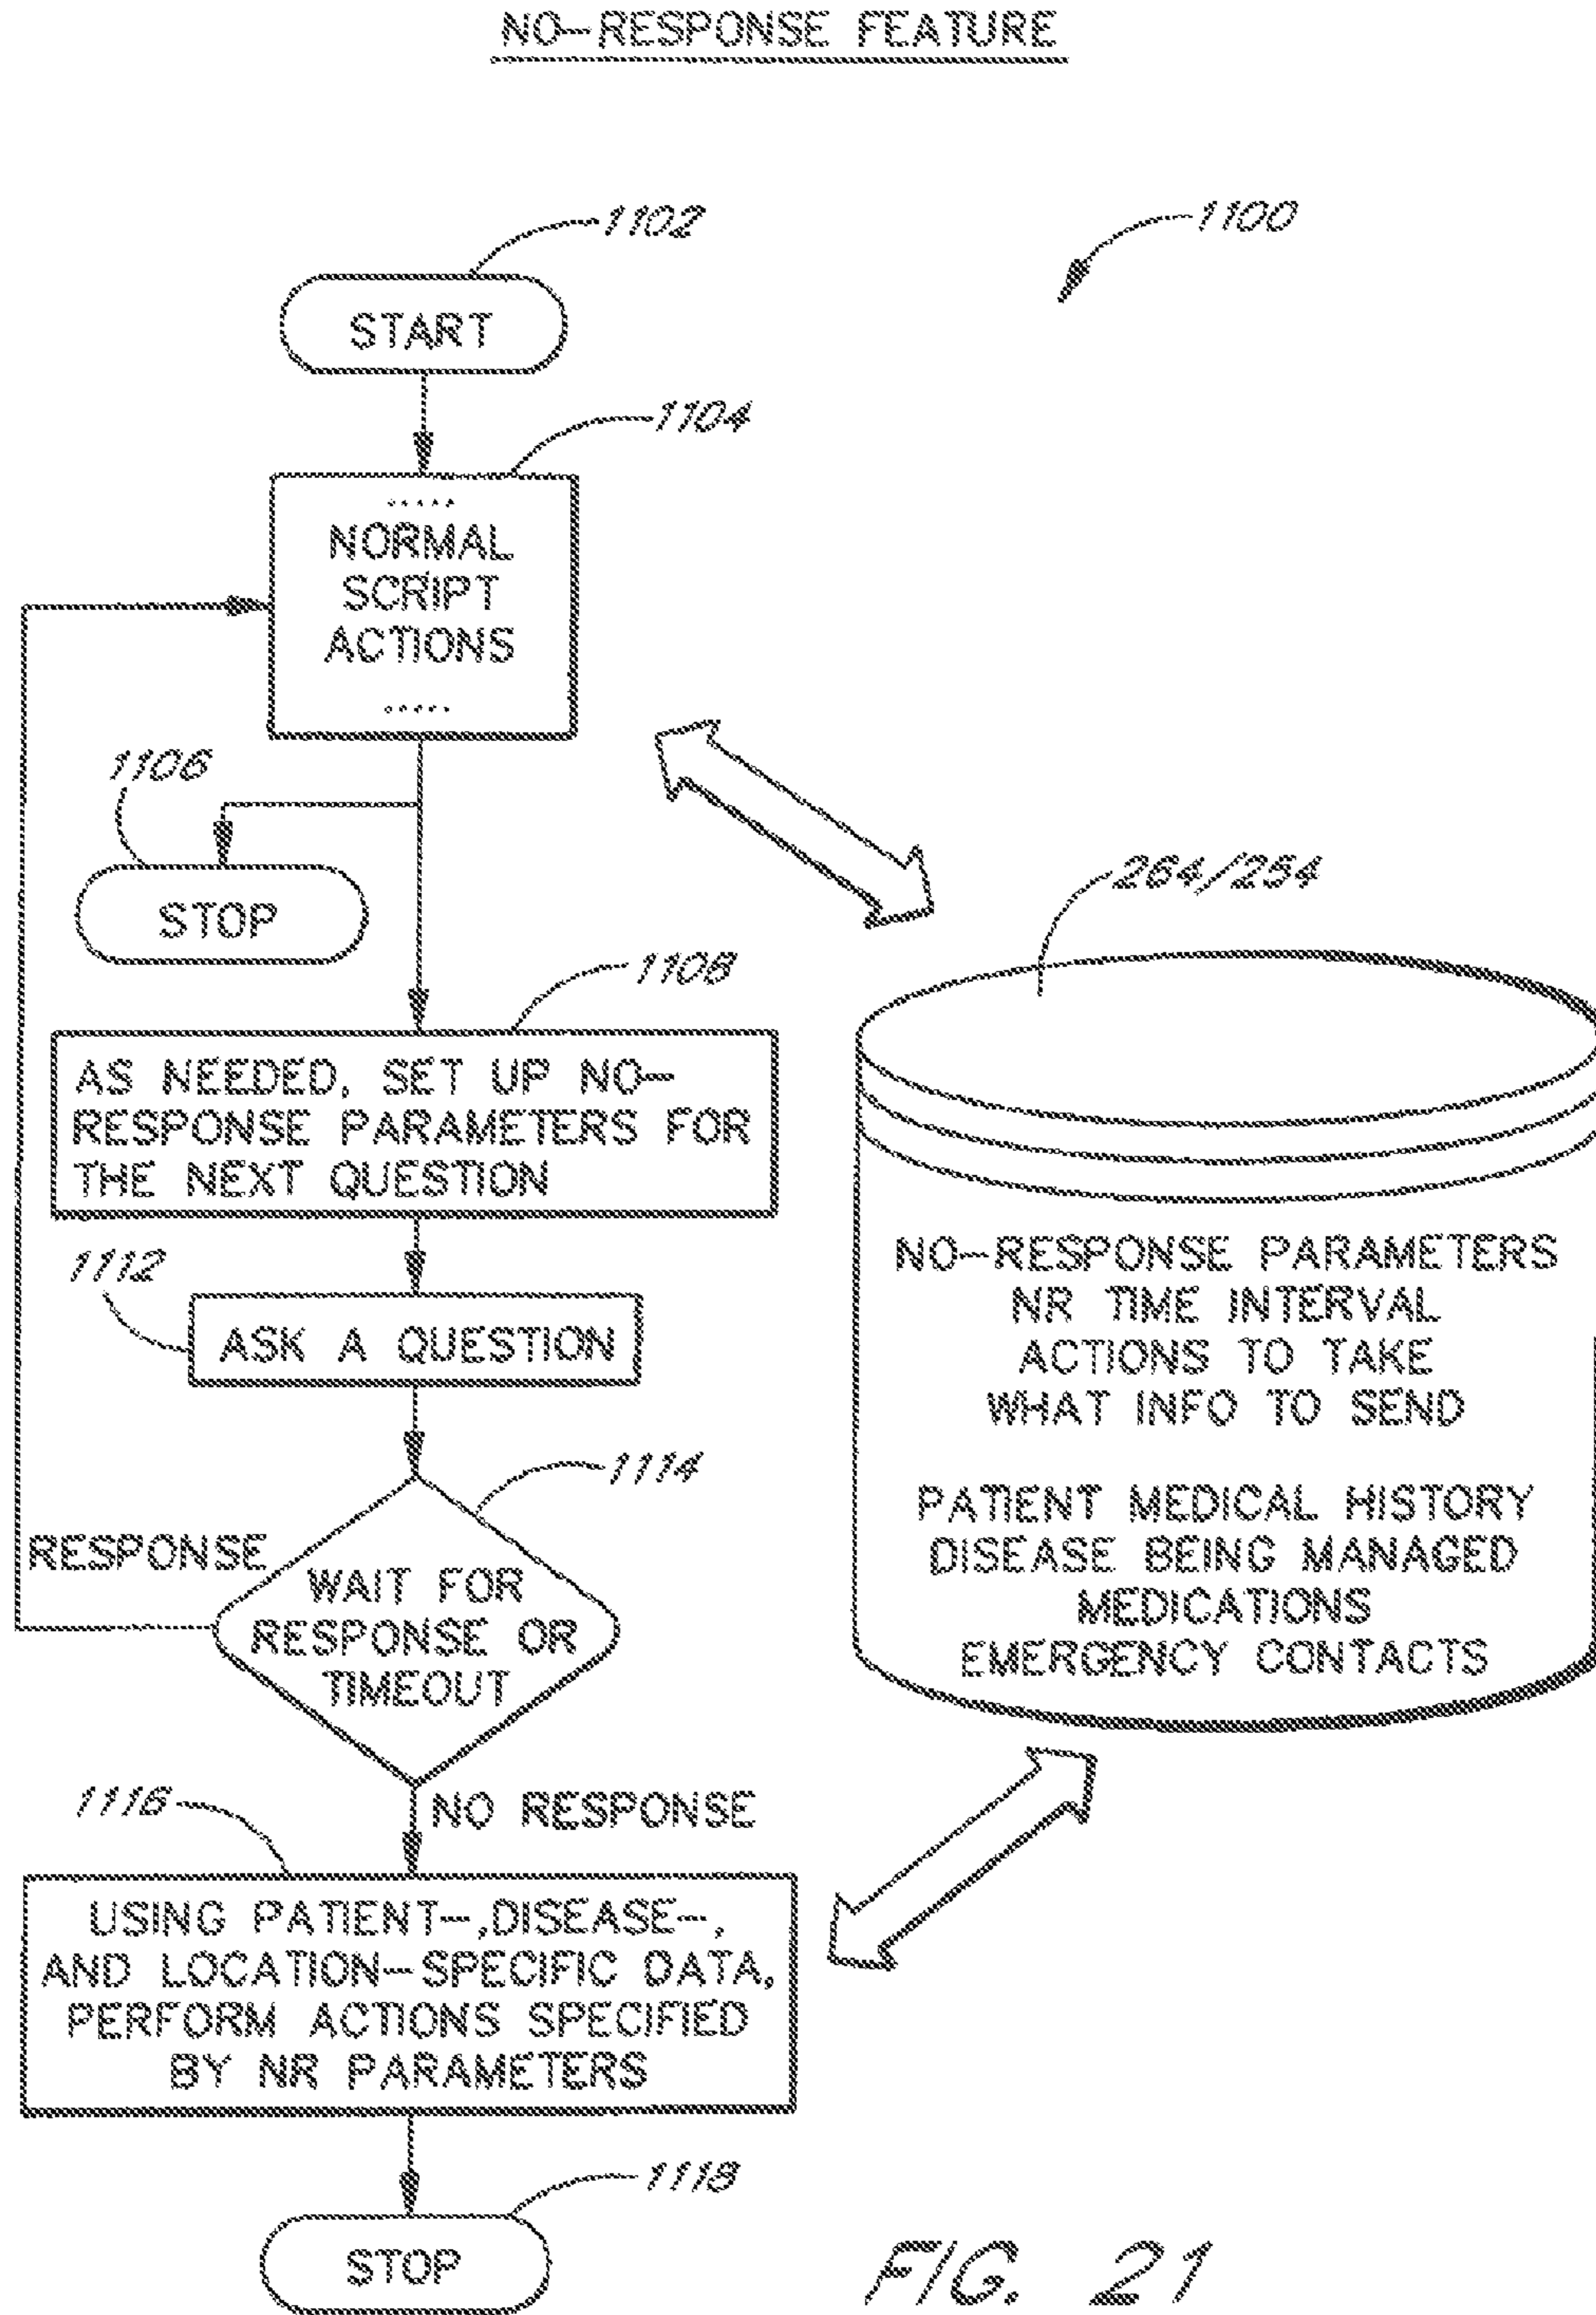 NO-RESPONSE FEATURE
1102
1100
START
1104
.....
NORMAL
SCRIPT
ACTIONS
.....
1106
STOP
264/254
1108
AS NEEDED, SET UP NO-
RESPONSE PARAMETERS FOR
THE NEXT QUESTION
1112
ASK A QUESTION
NO-RESPONSE PARAMETERS
NR TIME INTERVAL
ACTIONS TO TAKE
WHAT INFO TO SEND
PATIENT MEDICAL HISTORY
DISEASE BEING MANAGED
MEDICATIONS
EMERGENCY CONTACTS
1114
RESPONSE
WAIT FOR
RESPONSE OR
TIMEOUT
1116
NO RESPONSE
USING PATIENT-,DISEASE-,
AND LOCATION-SPECIFIC DATA,
PERFORM ACTIONS SPECIFIED
BY NR PARAMETERS
1118
STOP
FIG. 21